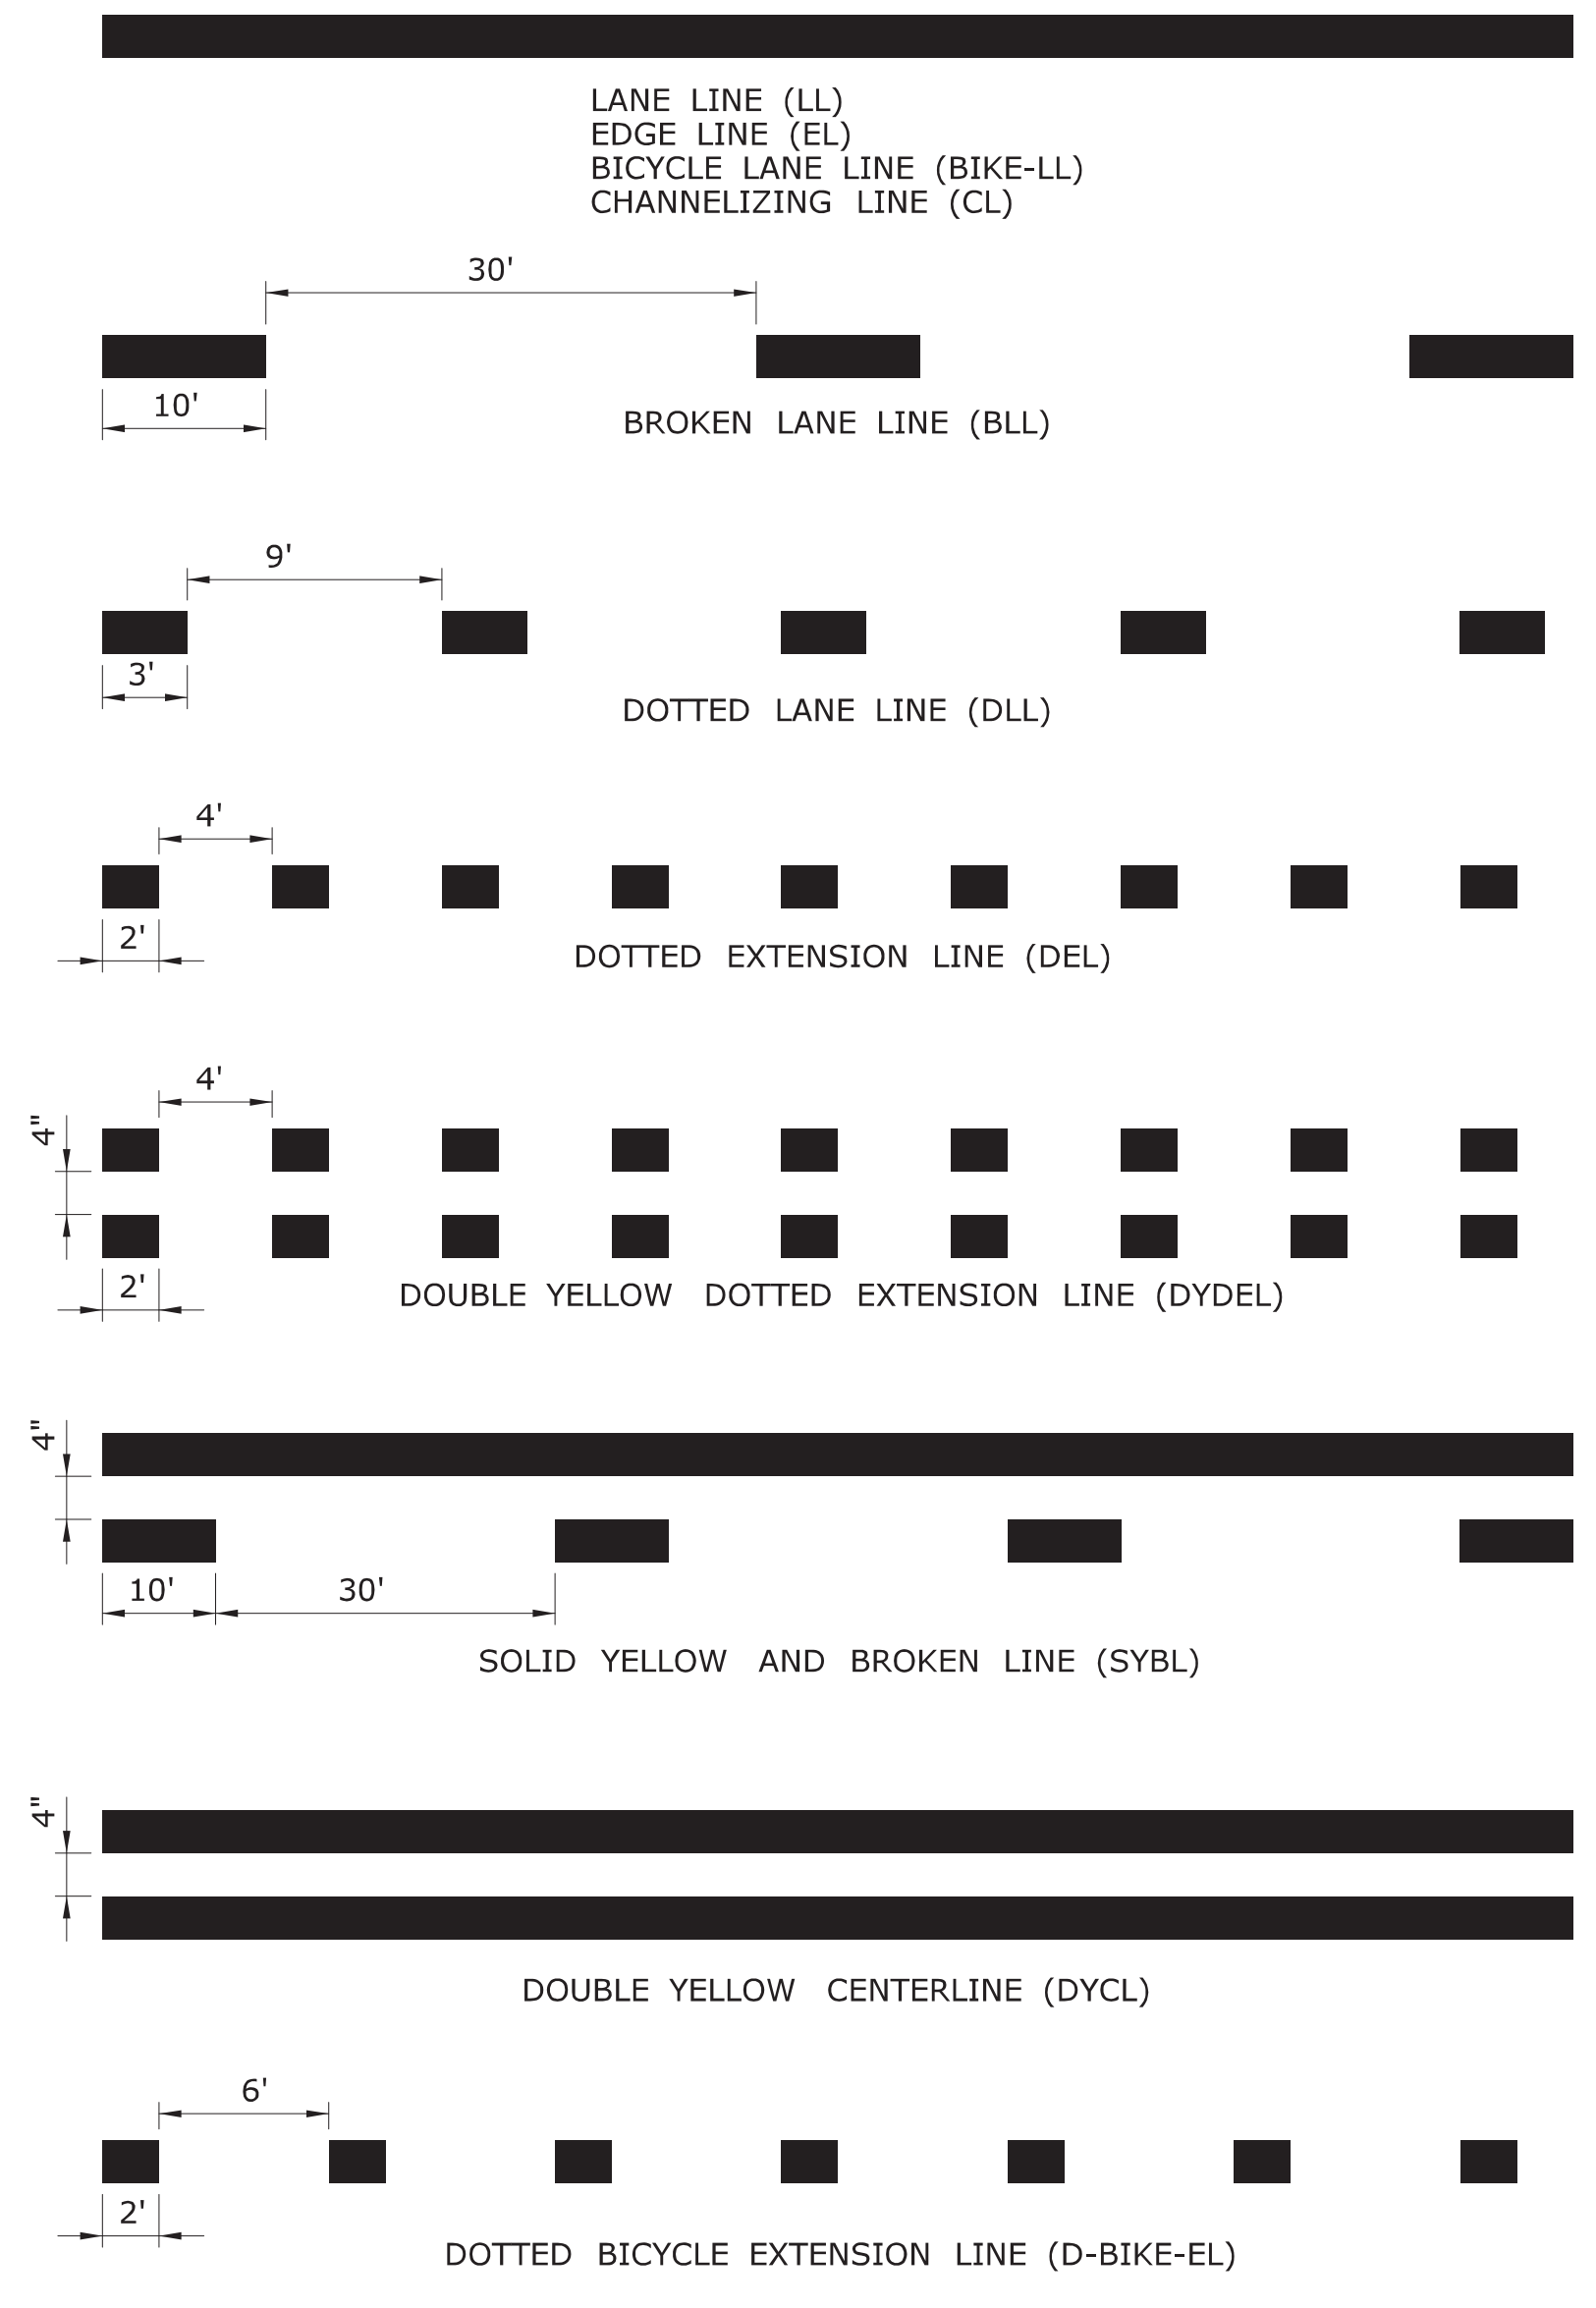 LANE LINE (LL)
EDGE LINE (EL)
BICYCLE LANE LINE (BIKE-LL)
CHANNELIZING LINE (CL)
30'
10'
BROKEN LANE LINE (BLL)
9'
3'
DOTTED LANE LINE (DLL)
4'
2'
DOTTED EXTENSION LINE (DEL)
4'
4"
2'
DOUBLE YELLOW DOTTED EXTENSION LINE (DYDEL)
4"
10' 30'
SOLID YELLOW AND BROKEN LINE (SYBL)
4"
DOUBLE YELLOW CENTERLINE (DYCL)
6'
2'
DOTTED BICYCLE EXTENSION LINE (D-BIKE-EL)